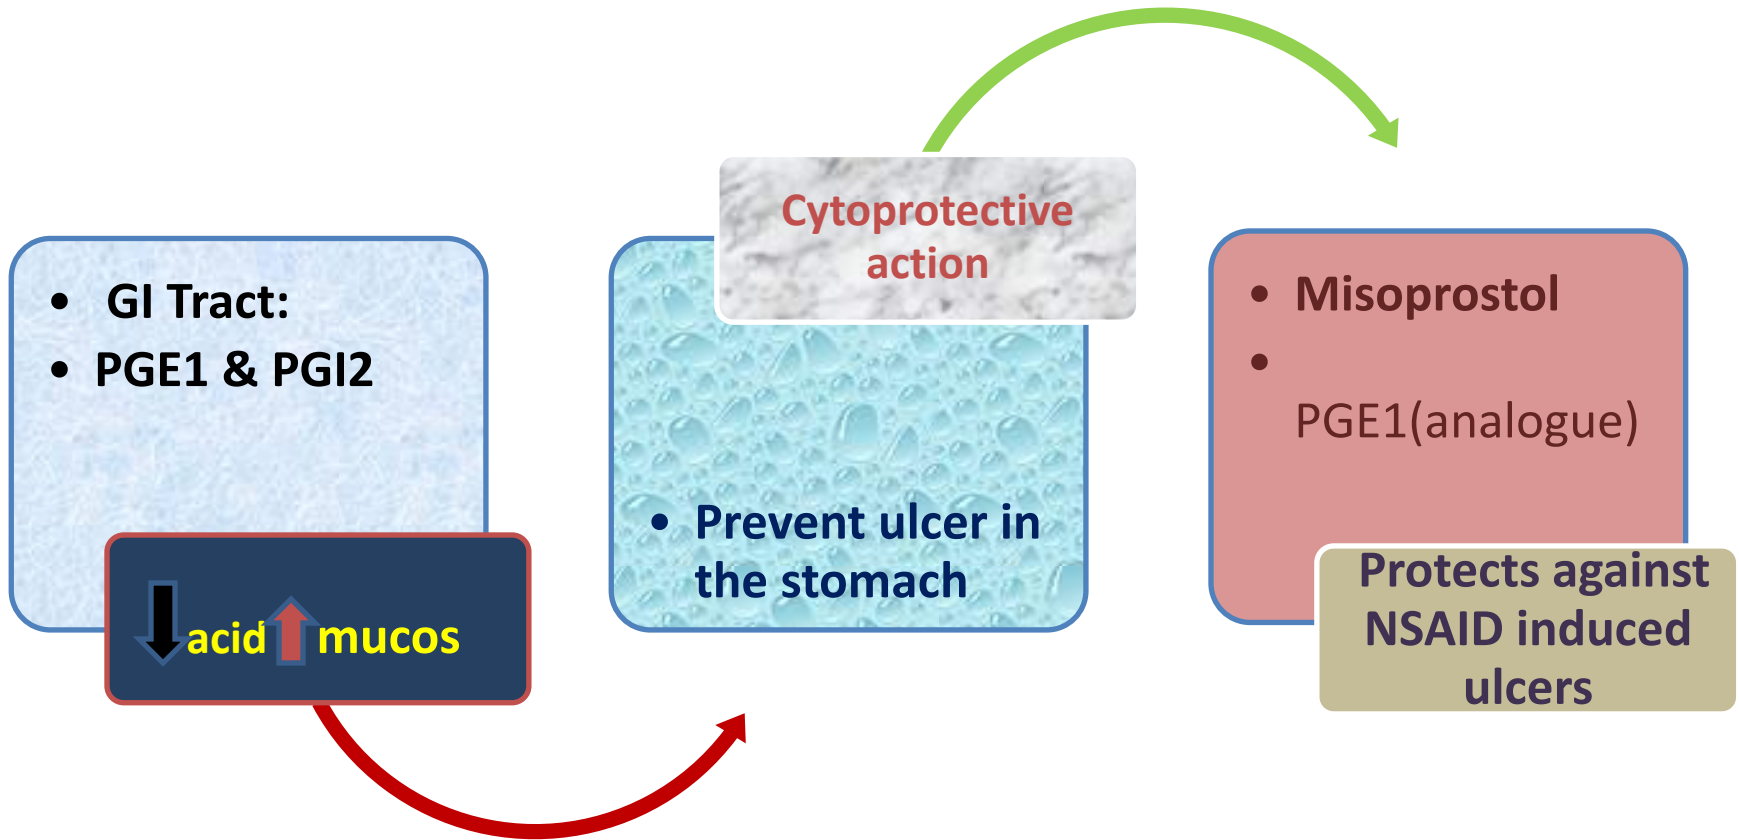 • GI Tract:
• PGE1 & PGI2
acid mucos
Cytoprotective
action
• Prevent ulcer in
the stomach
• Misoprostol
•
PGE1(analogue)
Protects against
NSAID induced
ulcers